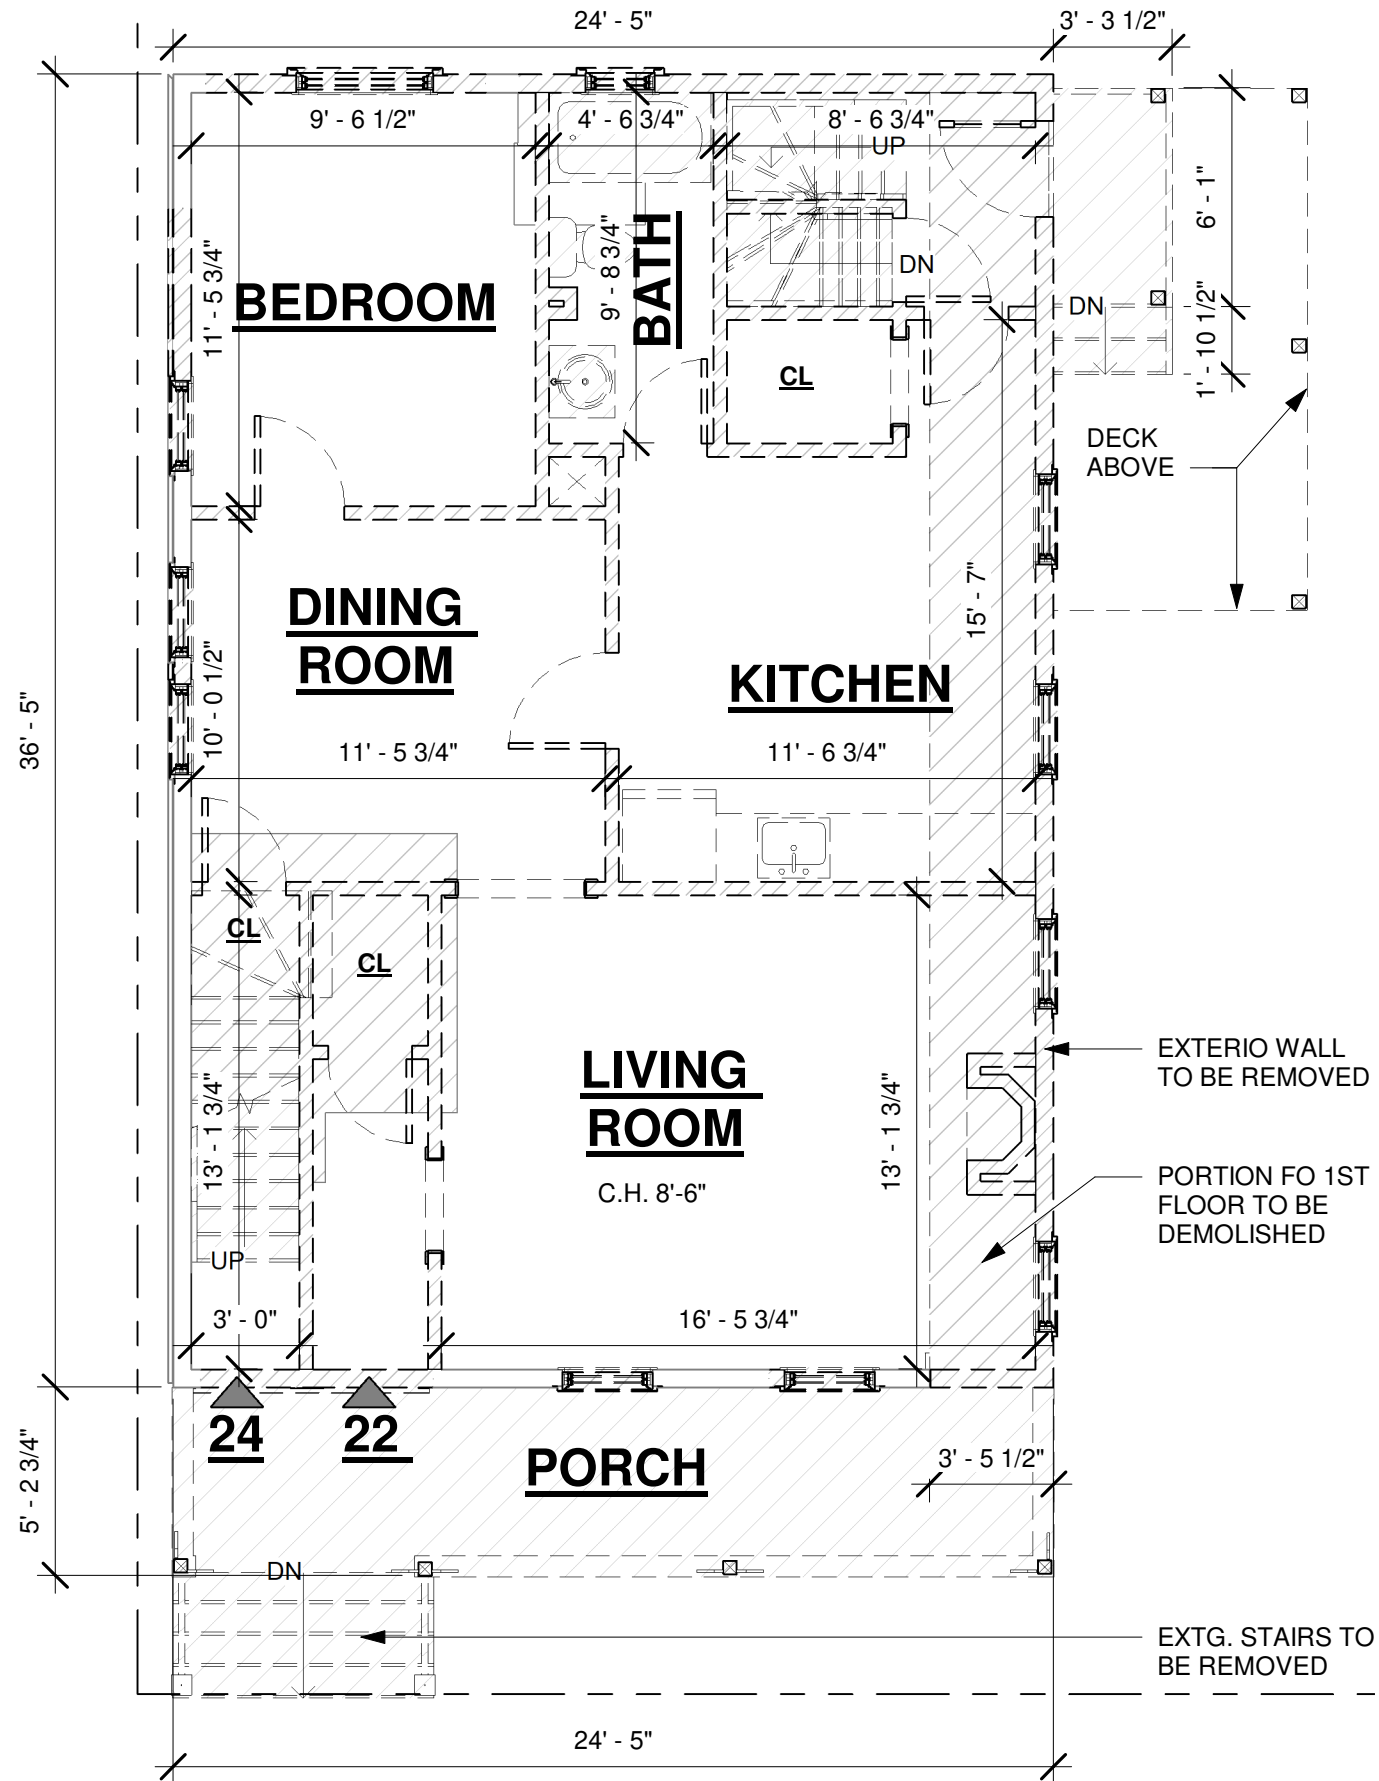 24' - 5"
3' - 3 1/2"
9' - 6 1/2"
4' - 6 3/4"
8' - 6 3/4"
UP
6' - 1"
11' - 5 3/4"
BEDROOM
9' - 8 3/4"
BATH
DN
DN
1' - 10 1/2"
CL
DECK
ABOVE
DINING
ROOM
15' - 7"
10' - 0 1/2"
KITCHEN
36' - 5"
11' - 5 3/4"
11' - 6 3/4"
CL
CL
LIVING
ROOM
C.H. 8'-6"
13' - 1 3/4"
13' - 1 3/4"
EXTERIO WALL
TO BE REMOVED
PORTION FO 1ST
FLOOR TO BE
DEMOLISHED
UP
3' - 0"
16' - 5 3/4"
24
22
PORCH
3' - 5 1/2"
5' - 2 3/4"
DN
EXTG. STAIRS TO
BE REMOVED
24' - 5"